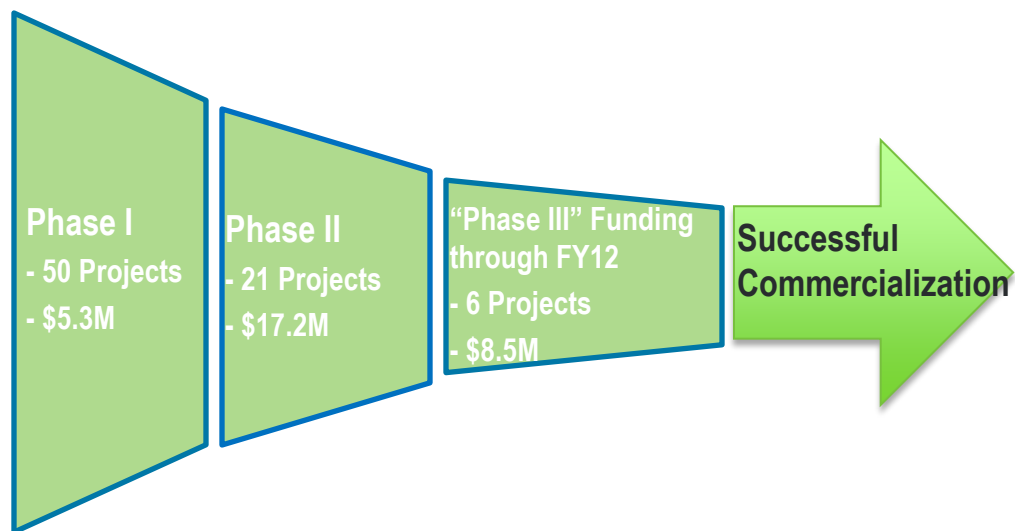 Phase I
- 50 Projects
- $5.3M
Phase II
- 21 Projects
- $17.2M
“Phase III” Funding
through FY12
- 6 Projects
- $8.5M
Successful
Commercialization